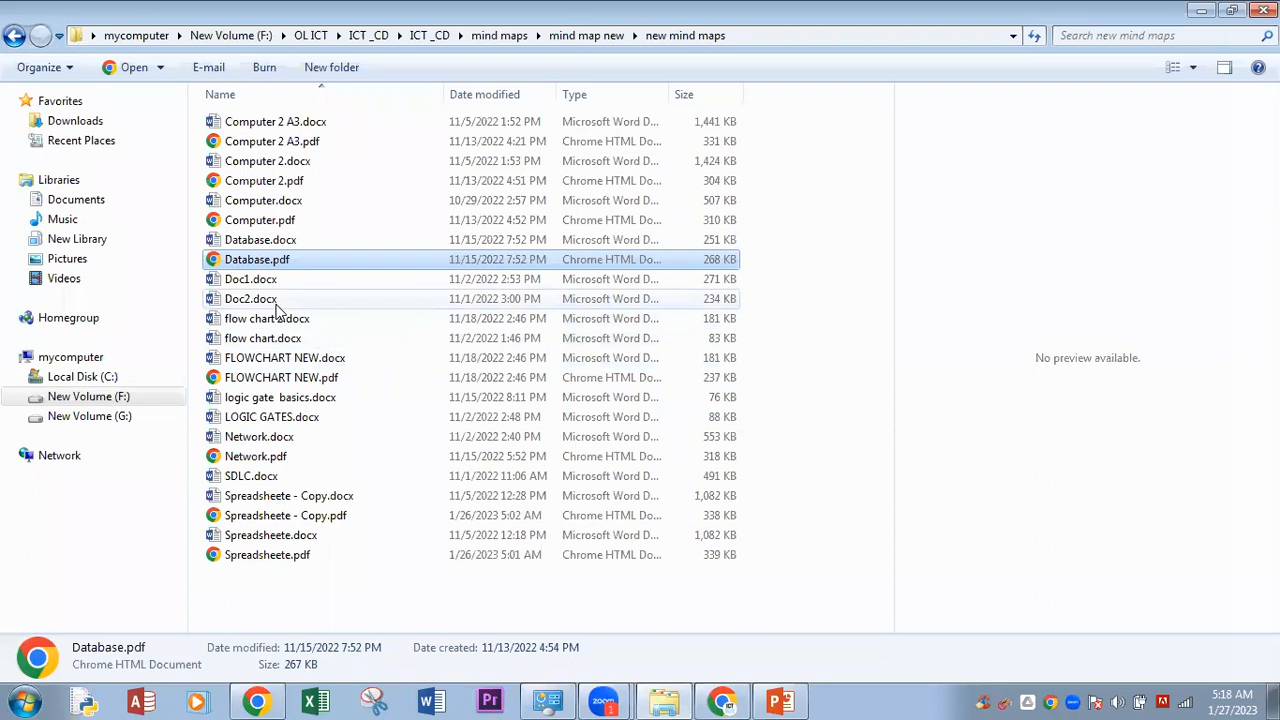 mycomputer New Volume (F:) OL ICT ICT _CD ICT _CD mind maps mind map new new mind maps Search new mind maps
Organize Open E-mail Burn New folder
Name Date modified Type Size
Favorites
Downloads
Recent Places
Libraries
Documents
Music
New Library
Pictures
Videos
Homegroup
mycomputer
Local Disk (C:)
New Volume (F:)
New Volume (G:)
Network
Computer 2 A3.docx 11/5/2022 1:52 PM Microsoft Word D... 1,441 KB
Computer 2 A3.pdf 11/13/2022 4:21 PM Chrome HTML Do... 331 KB
Computer 2.docx 11/5/2022 1:53 PM Microsoft Word D... 1,424 KB
Computer 2.pdf 11/13/2022 4:51 PM Chrome HTML Do... 304 KB
Computer.docx 10/29/2022 2:57 PM Microsoft Word D... 507 KB
Computer.pdf 11/13/2022 4:52 PM Chrome HTML Do... 310 KB
Database.docx 11/15/2022 7:52 PM Microsoft Word D... 251 KB
Database.pdf 11/15/2022 7:52 PM Chrome HTML Do... 268 KB
Doc1.docx 11/2/2022 2:53 PM Microsoft Word D... 271 KB
Doc2.docx 11/1/2022 3:00 PM Microsoft Word D... 234 KB
flow chart 11/18/2022 2:46 PM Microsoft Word D... 181 KB
flow chart.docx 11/2/2022 1:46 PM Microsoft Word D... 83 KB
FLOWCHART NEW.docx 11/18/2022 2:46 PM Microsoft Word D... 181 KB
FLOWCHART NEW.pdf 11/18/2022 2:46 PM Chrome HTML Do... 237 KB
logic gate basics.docx 11/15/2022 8:11 PM Microsoft Word D... 76 KB
LOGIC GATES.docx 11/2/2022 2:48 PM Microsoft Word D... 88 KB
Network.docx 11/2/2022 2:40 PM Microsoft Word D... 553 KB
Network.pdf 11/15/2022 5:52 PM Chrome HTML Do... 318 KB
SDLC.docx 11/1/2022 11:06 AM Microsoft Word D... 491 KB
Spreadsheete - Copy.docx 11/5/2022 12:28 PM Microsoft Word D... 1,082 KB
Spreadsheete - Copy.pdf 1/26/2023 5:02 AM Chrome HTML Do... 338 KB
Spreadsheete.docx 11/5/2022 12:18 PM Microsoft Word D... 1,082 KB
Spreadsheete.pdf 1/26/2023 5:01 AM Chrome HTML Do... 339 KB
No preview available.
Database.pdf Date modified: 11/15/2022 7:52 PM Date created: 11/13/2022 4:54 PM
Chrome HTML Document Size: 267 KB
5:18 AM
1/27/2023